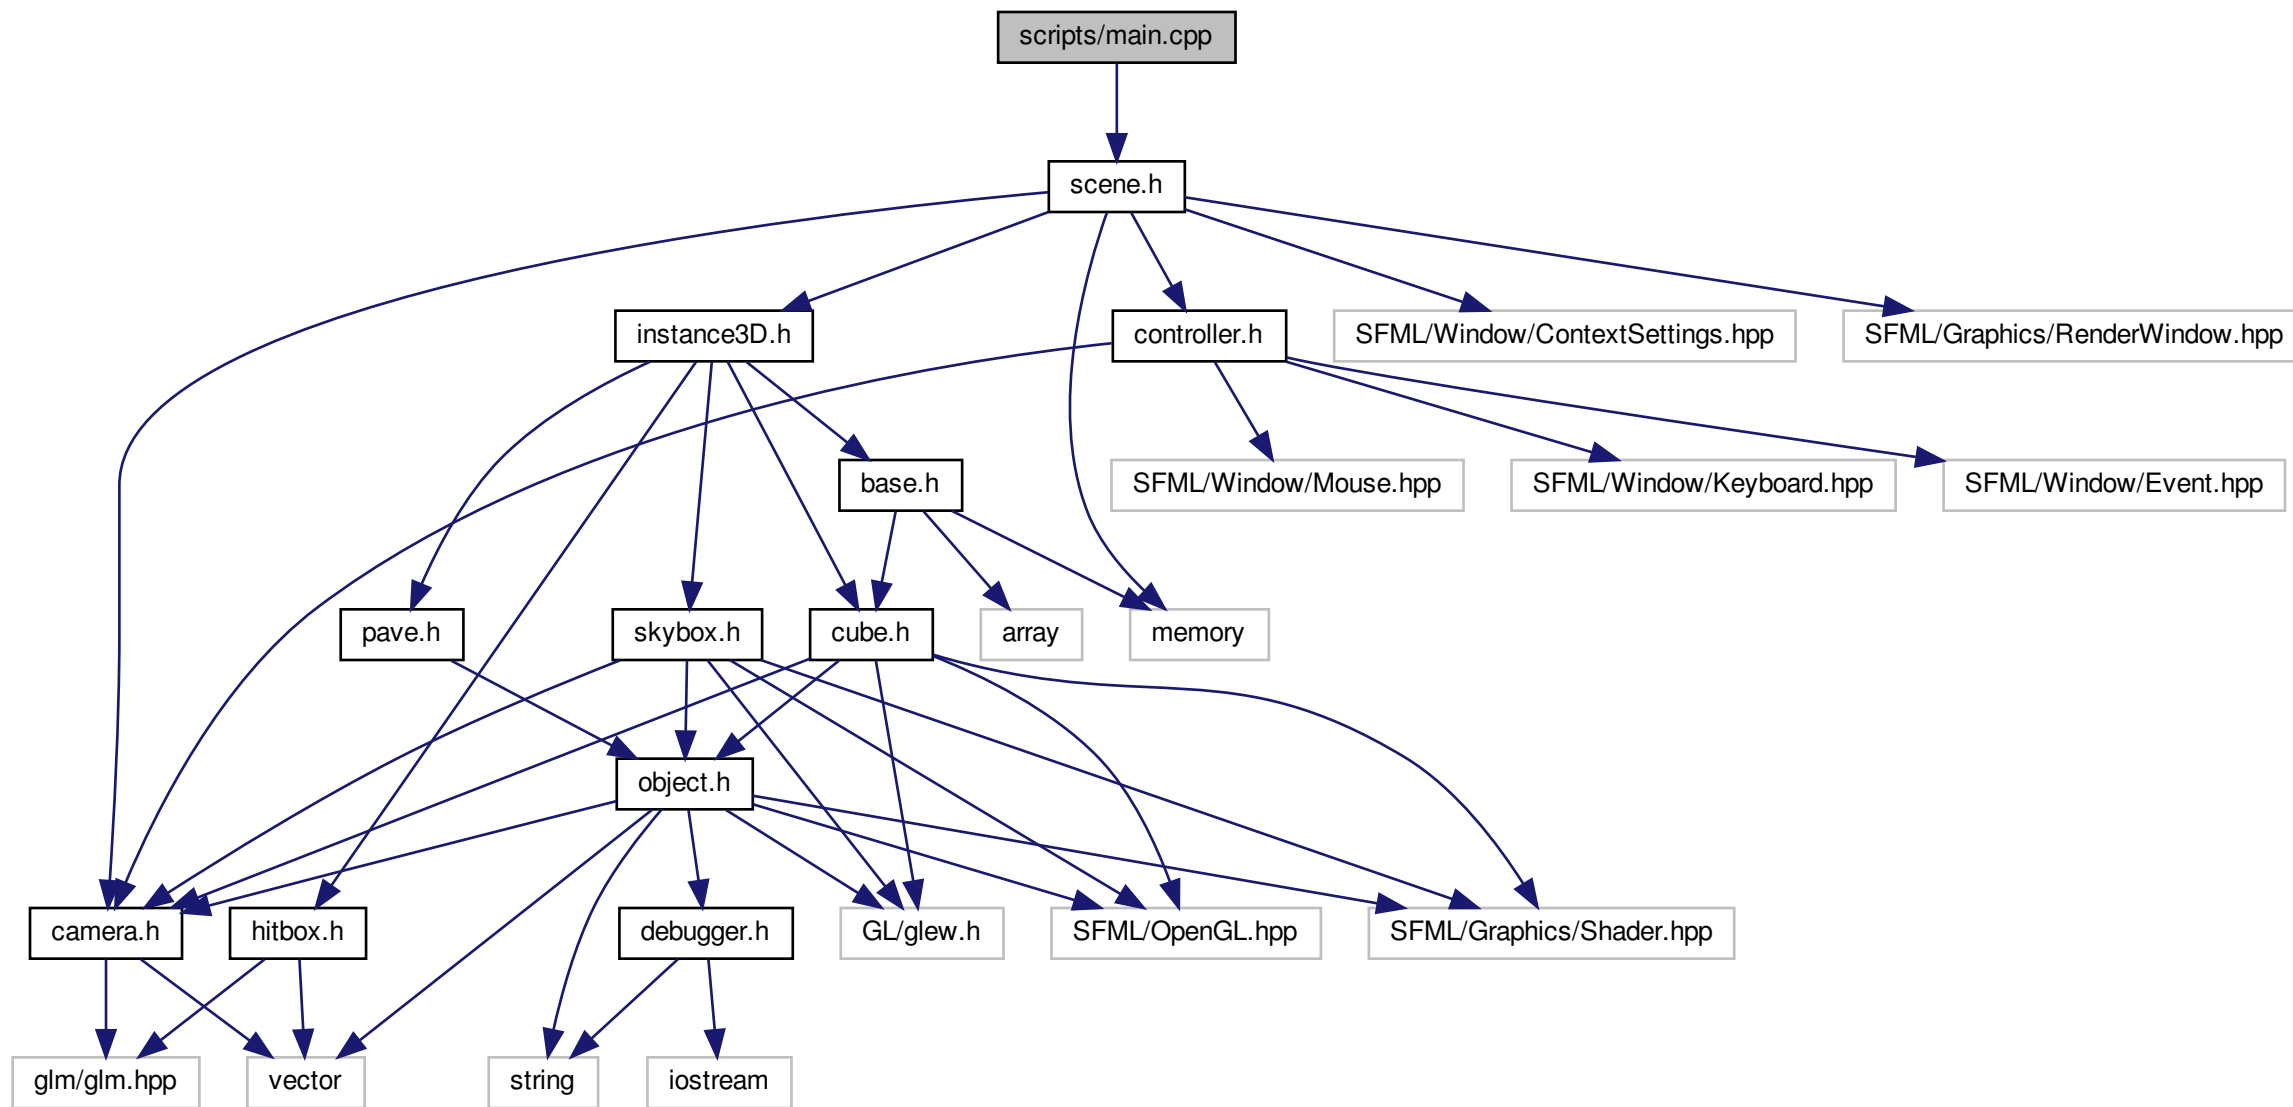 scripts/main.cpp
scene.h
instance3D.h
controller.h
SFML/Window/ContextSettings.hpp
SFML/Graphics/RenderWindow.hpp
base.h
SFML/Window/Mouse.hpp
SFML/Window/Keyboard.hpp
SFML/Window/Event.hpp
pave.h
skybox.h
cube.h
array
memory
object.h
camera.h
hitbox.h
debugger.h
GL/glew.h
SFML/OpenGL.hpp
SFML/Graphics/Shader.hpp
glm/glm.hpp
vector
string
iostream